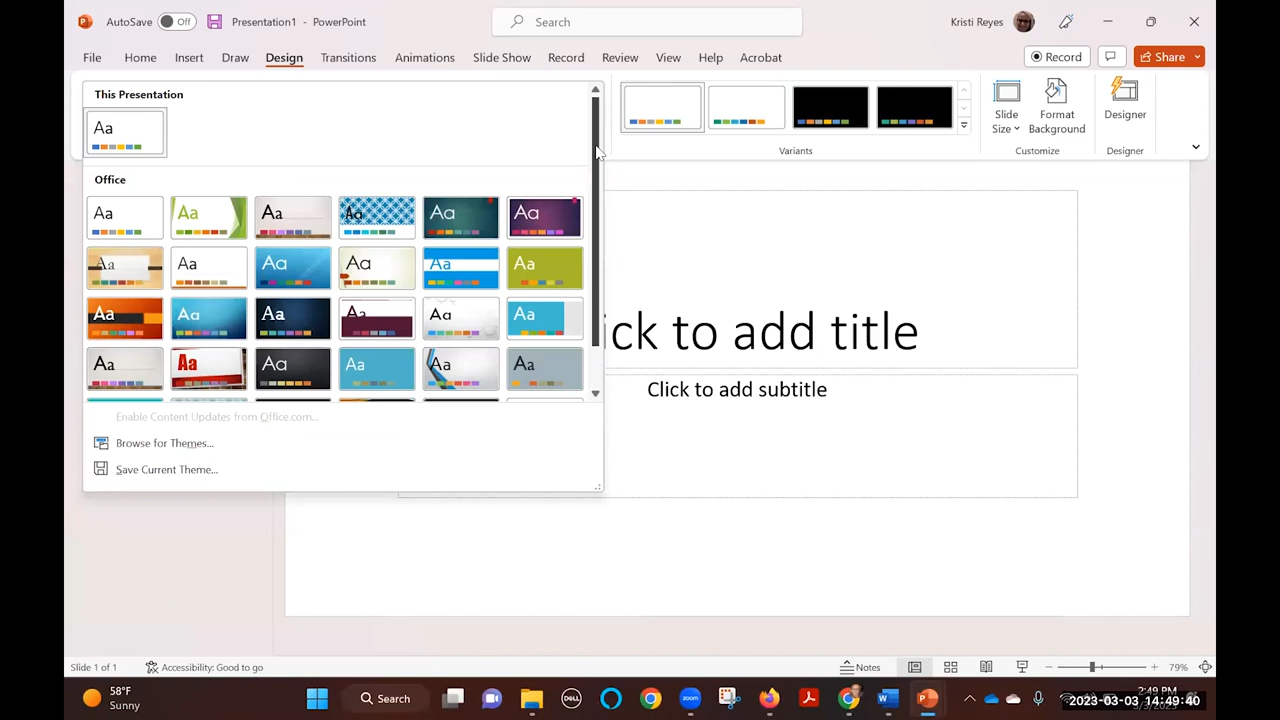 AutoSave Off Presentation1 - PowerPoint Search Kristi Reyes
File Home Insert Draw Design Transitions Animations Slide Show Record Review View Help Acrobat Record Share
This Presentation
Aa
Office
Aa Aa Aa Aa Aa Aa
Aa Aa Aa Aa Aa Aa
Aa Aa Aa Aa Aa Aa
Aa Aa Aa Aa Aa Aa
Enable Content Updates from Office.com...
Browse for Themes...
Save Current Theme...
Variants
Slide
Size
Format
Background
Customize
Designer
Designer
ick to add title
Click to add subtitle
Slide 1 of 1 Accessibility: Good to go Notes 79%
58°F
Sunny
Search
DELL
zoom
2:49 PM
2023-03-03 14:49:40